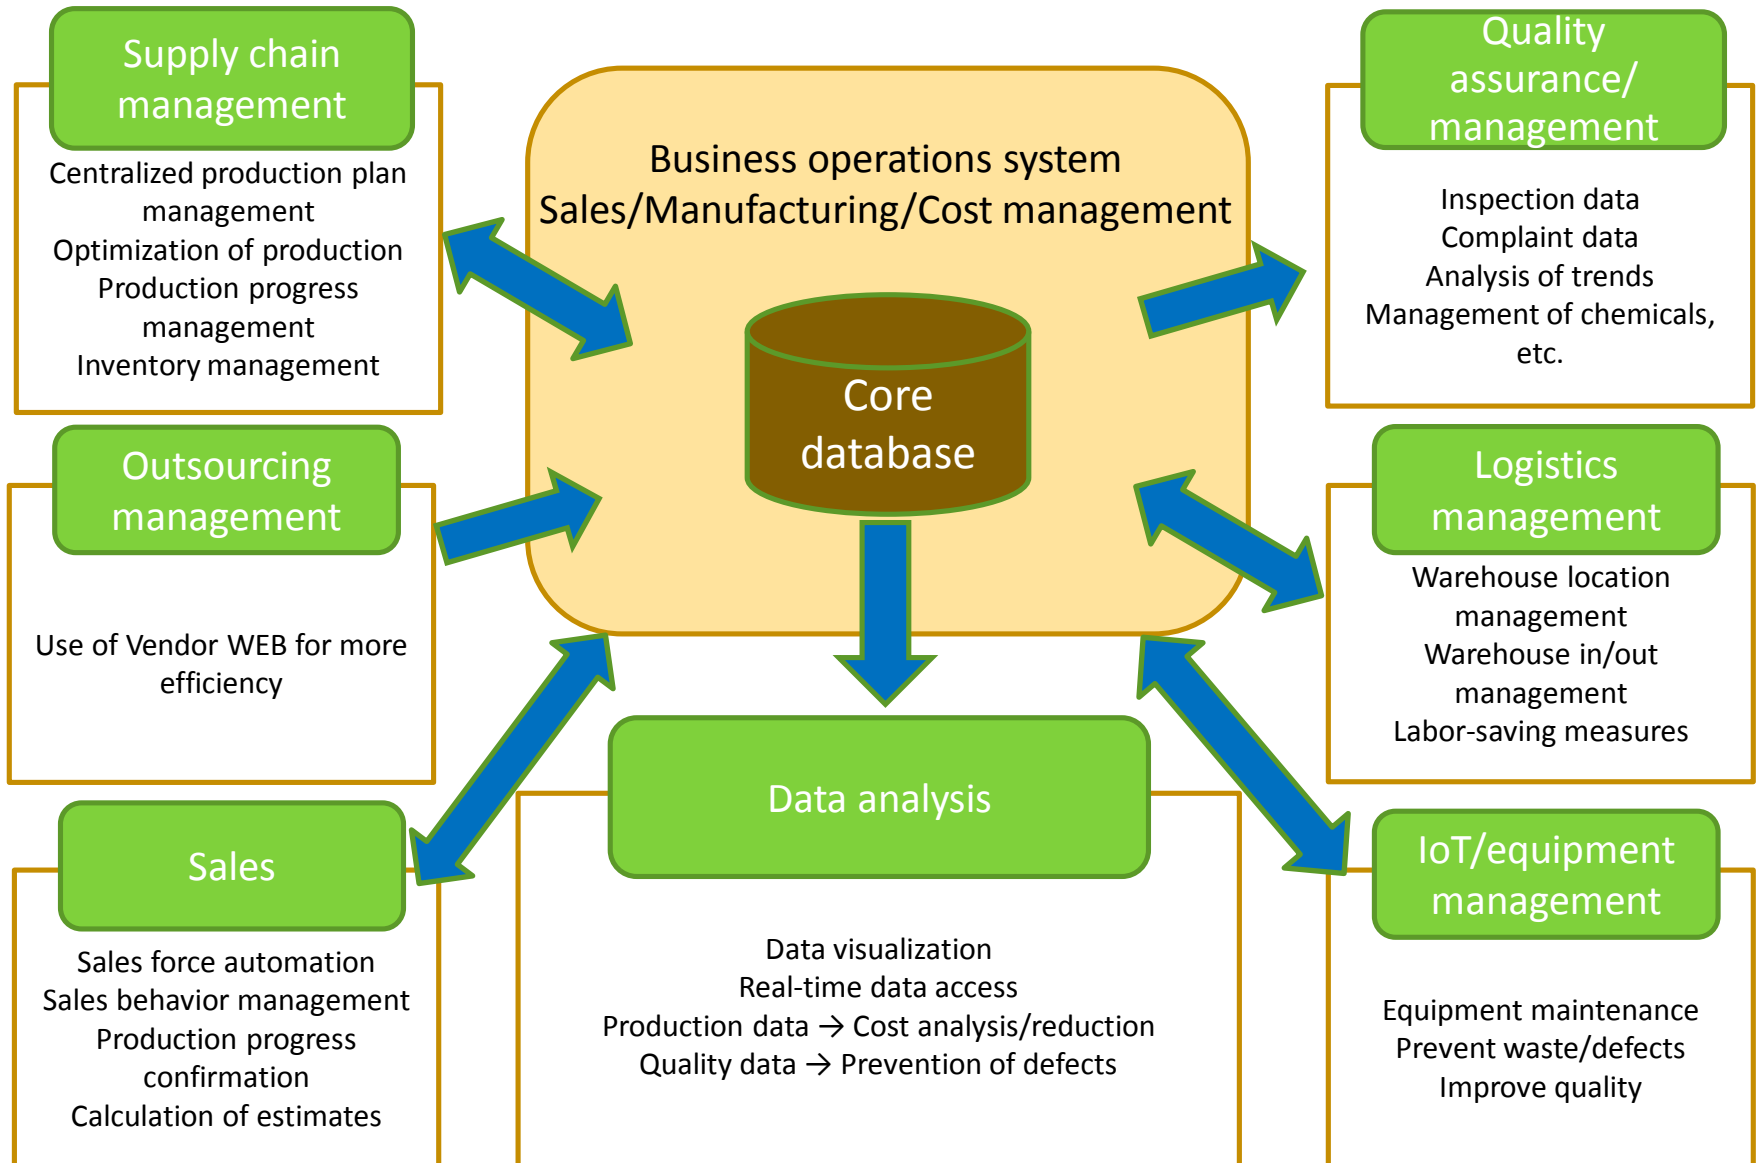 Supply chain
management
Centralized production plan
management
Optimization of production
Production progress
management
Inventory management
Business operations system
Sales/Manufacturing/Cost management
Core
database
Quality
assurance/
management
Inspection data
Complaint data
Analysis of trends
Management of chemicals,
etc.
Outsourcing
management
Use of Vendor WEB for more
efficiency
Logistics
management
Warehouse location
management
Warehouse in/out
management
Labor-saving measures
Sales
Sales force automation
Sales behavior management
Production progress
confirmation
Calculation of estimates
Data analysis
Data visualization
Real-time data access
Production data → Cost analysis/reduction
Quality data → Prevention of defects
IoT/equipment
management
Equipment maintenance
Prevent waste/defects
Improve quality